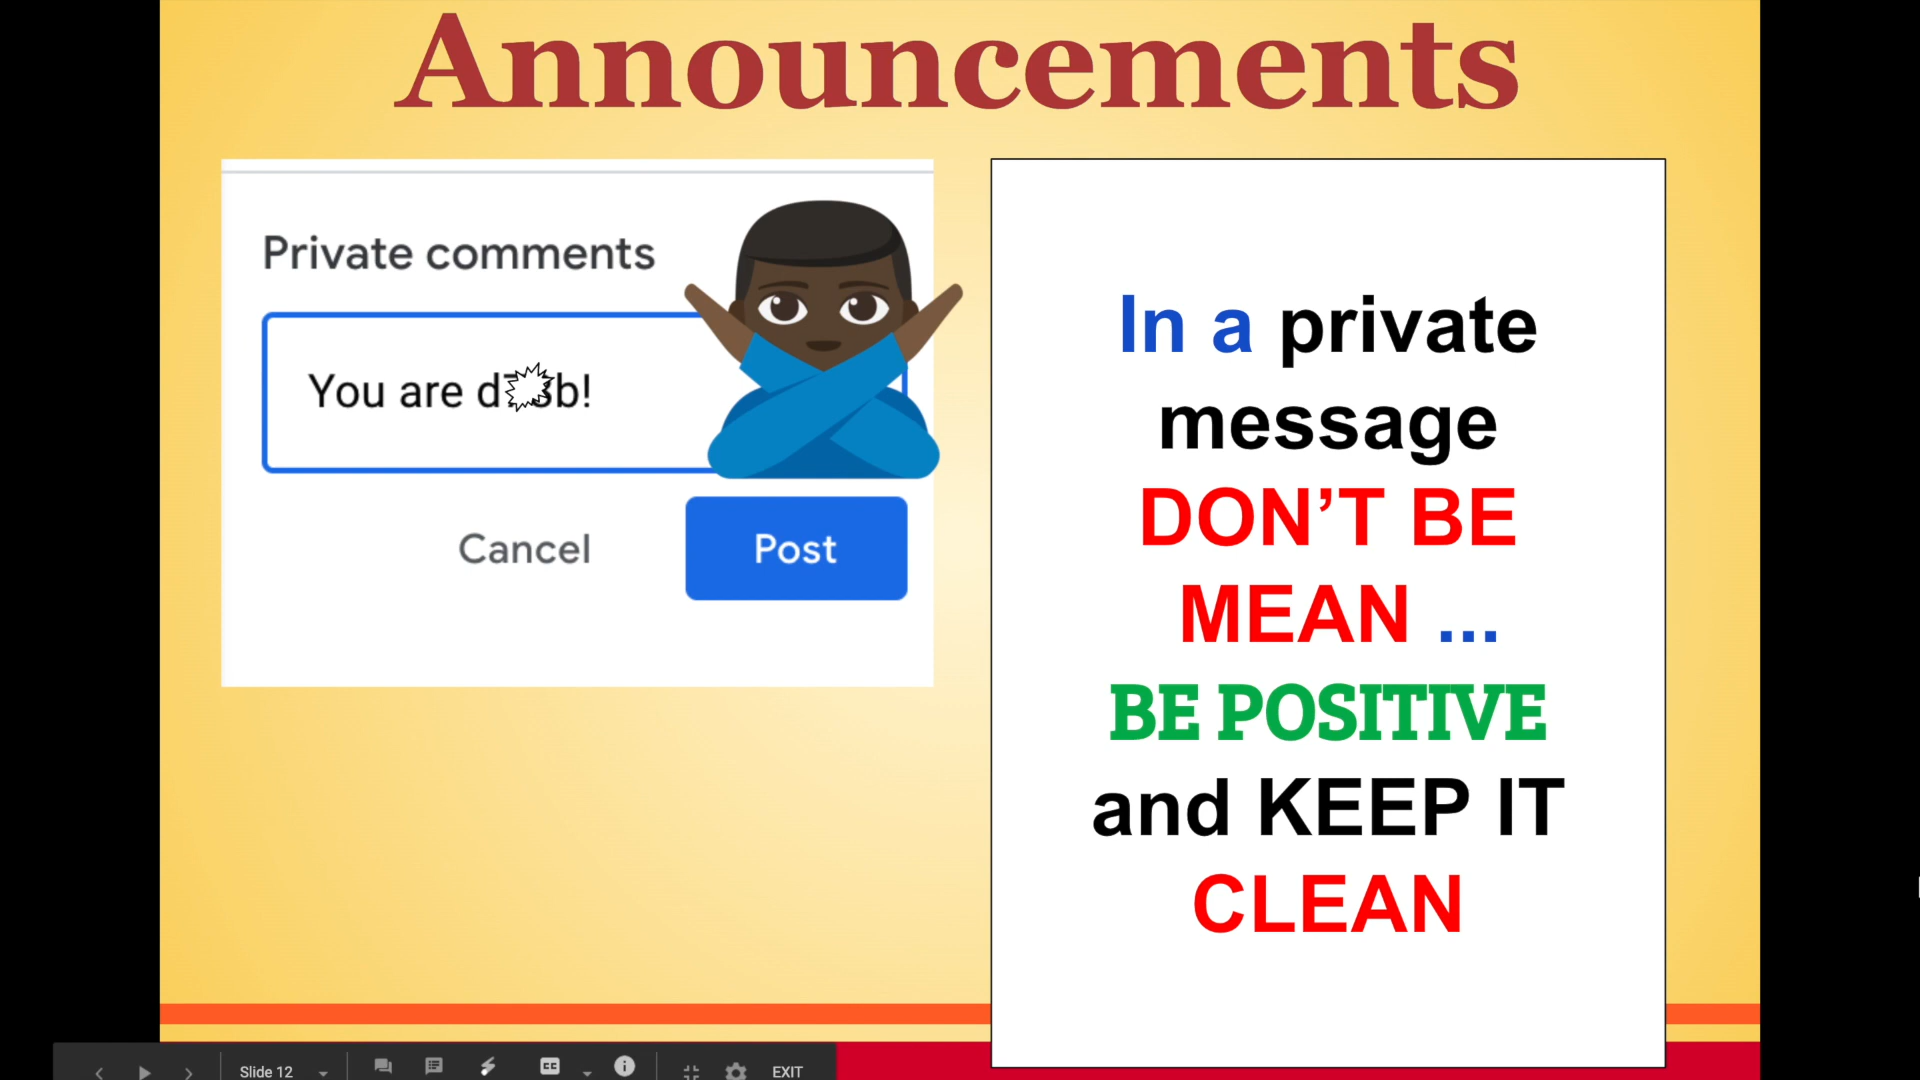 Announcements
Private comments
You are
Cancel
Post
In a private
message
DON’T BE
MEAN ...
BE POSITIVE
and KEEP IT
CLEAN
Slide 12
CC
EXIT